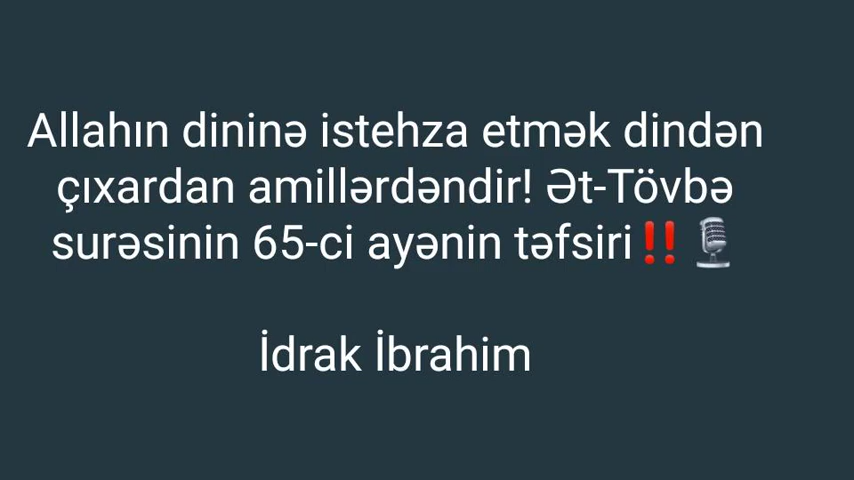 Allahın dininə istehza etmək dindən
çıxardan amillərdəndir! Ət-Tövbə
surəsinin 65-ci ayənin təfsiri‼️🎙️
İdrak İbrahim